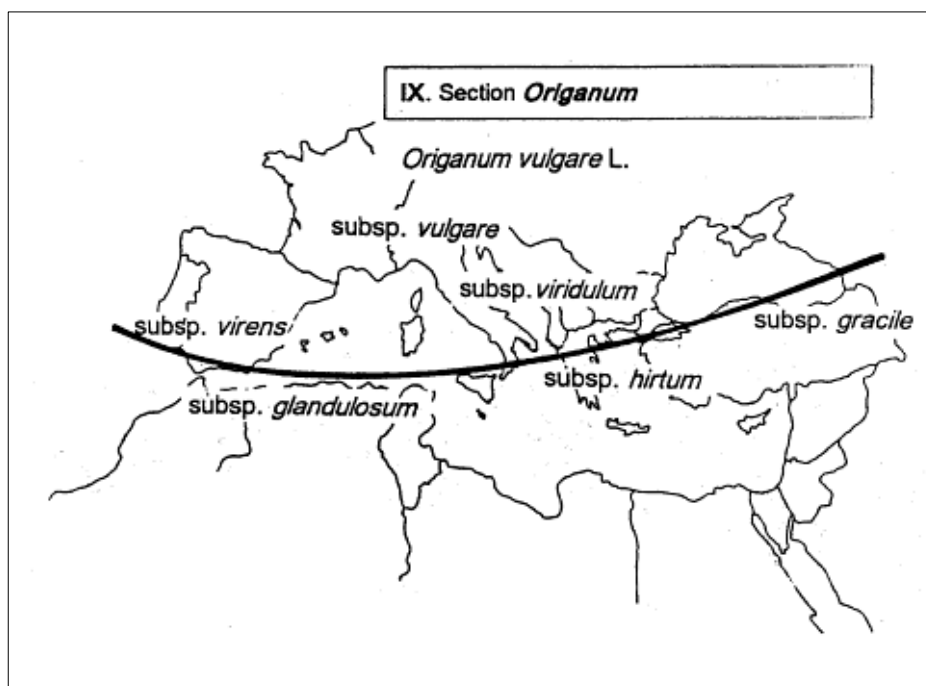 IX. Section Origanum
Origanum vulgare L.
subsp. vulgare
subsp. viridulum
subsp. virens
subsp. gracile
subsp. hirtum
subsp. glandulosum